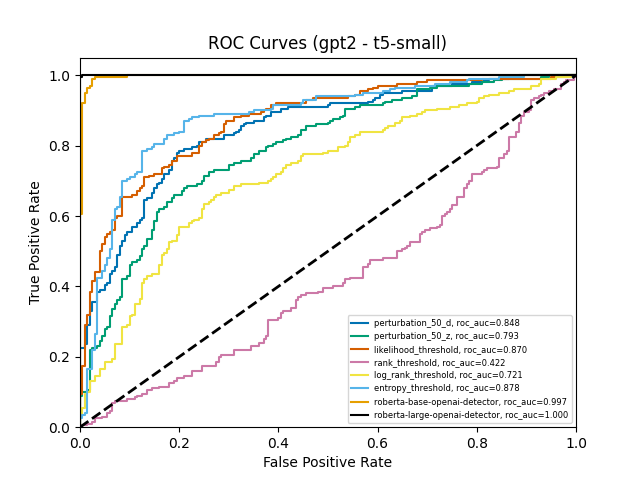 ROC Curves (gpt2 - t5-small)
True Positive Rate
1.0
0.8
0.6
0.4
0.2
0.0
perturbation_50_d, roc_auc=0.848
perturbation_50_z, roc_auc=0.793
likelihood_threshold, roc_auc=0.870
rank_threshold, roc_auc=0.422
log_rank_threshold, roc_auc=0.721
entropy_threshold, roc_auc=0.878
roberta-base-openai-detector, roc_auc=0.997
roberta-large-openai-detector, roc_auc=1.000
0.0 0.2 0.4 0.6 0.8 1.0
False Positive Rate